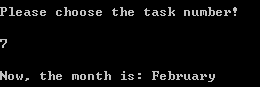 Please choose the task number!
7
Now, the month is: February